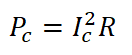 P_c = I_c^2 R